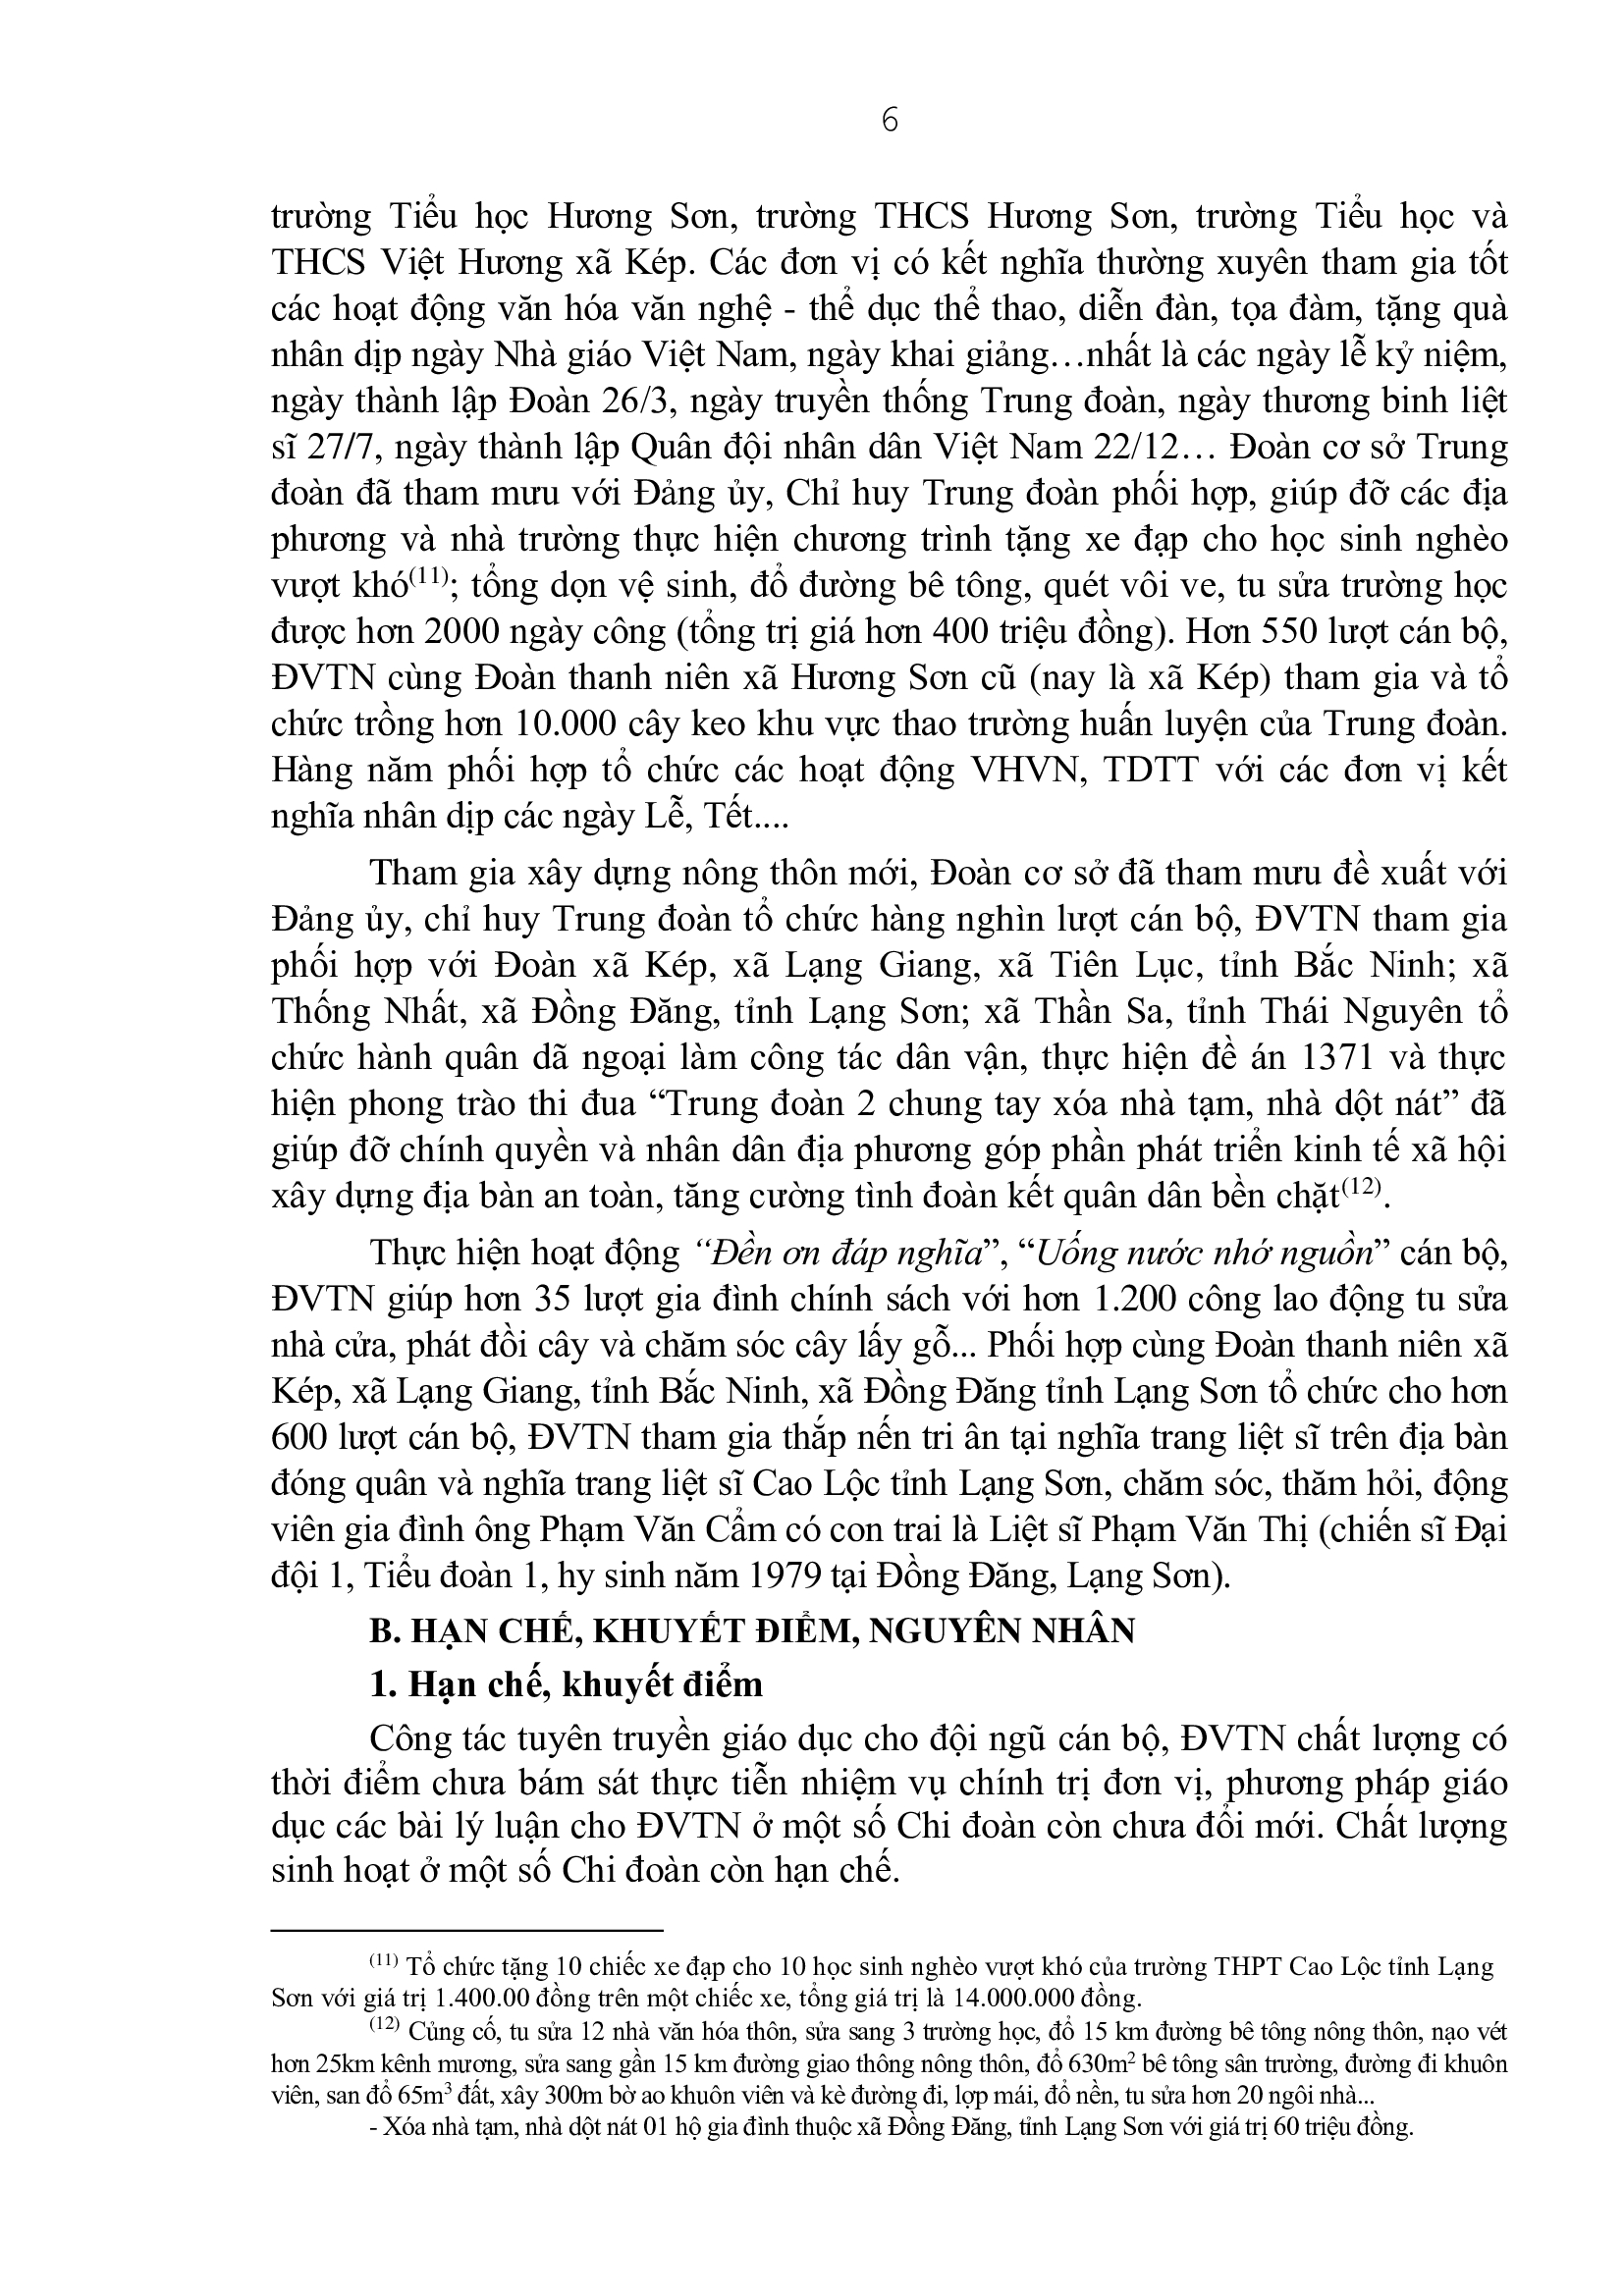 6
trường Tiểu học Hương Sơn, trường THCS Hương Sơn, trường Tiểu học và
THCS Việt Hương xã Kép. Các đơn vị có kết nghĩa thường xuyên tham gia tốt
các hoạt động văn hóa văn nghệ - thể dục thể thao, diễn đàn, tọa đàm, tặng quà
nhân dịp ngày Nhà giáo Việt Nam, ngày khai giảng…nhất là các ngày lễ kỷ niệm,
ngày thành lập Đoàn 26/3, ngày truyền thống Trung đoàn, ngày thương binh liệt
sĩ 27/7, ngày thành lập Quân đội nhân dân Việt Nam 22/12… Đoàn cơ sở Trung
đoàn đã tham mưu với Đảng ủy, Chỉ huy Trung đoàn phối hợp, giúp đỡ các địa
phương và nhà trường thực hiện chương trình tặng xe đạp cho học sinh nghèo
vượt khó(11); tổng dọn vệ sinh, đổ đường bê tông, quét vôi ve, tu sửa trường học
được hơn 2000 ngày công (tổng trị giá hơn 400 triệu đồng). Hơn 550 lượt cán bộ,
ĐVTN cùng Đoàn thanh niên xã Hương Sơn cũ (nay là xã Kép) tham gia và tổ
chức trồng hơn 10.000 cây keo khu vực thao trường huấn luyện của Trung đoàn.
Hàng năm phối hợp tổ chức các hoạt động VHVN, TDTT với các đơn vị kết
nghĩa nhân dịp các ngày Lễ, Tết....
Tham gia xây dựng nông thôn mới, Đoàn cơ sở đã tham mưu đề xuất với
Đảng ủy, chỉ huy Trung đoàn tổ chức hàng nghìn lượt cán bộ, ĐVTN tham gia
phối hợp với Đoàn xã Kép, xã Lạng Giang, xã Tiên Lục, tỉnh Bắc Ninh; xã
Thống Nhất, xã Đồng Đăng, tỉnh Lạng Sơn; xã Thần Sa, tỉnh Thái Nguyên tổ
chức hành quân dã ngoại làm công tác dân vận, thực hiện đề án 1371 và thực
hiện phong trào thi đua “Trung đoàn 2 chung tay xóa nhà tạm, nhà dột nát” đã
giúp đỡ chính quyền và nhân dân địa phương góp phần phát triển kinh tế xã hội
xây dựng địa bàn an toàn, tăng cường tình đoàn kết quân dân bền chặt(12).
Thực hiện hoạt động “Đền ơn đáp nghĩa”, “Uống nước nhớ nguồn” cán bộ,
ĐVTN giúp hơn 35 lượt gia đình chính sách với hơn 1.200 công lao động tu sửa
nhà cửa, phát đồi cây và chăm sóc cây lấy gỗ... Phối hợp cùng Đoàn thanh niên xã
Kép, xã Lạng Giang, tỉnh Bắc Ninh, xã Đồng Đăng tỉnh Lạng Sơn tổ chức cho hơn
600 lượt cán bộ, ĐVTN tham gia thắp nến tri ân tại nghĩa trang liệt sĩ trên địa bàn
đóng quân và nghĩa trang liệt sĩ Cao Lộc tỉnh Lạng Sơn, chăm sóc, thăm hỏi, động
viên gia đình ông Phạm Văn Cẩm có con trai là Liệt sĩ Phạm Văn Thị (chiến sĩ Đại
đội 1, Tiểu đoàn 1, hy sinh năm 1979 tại Đồng Đăng, Lạng Sơn).
B. HẠN CHẾ, KHUYẾT ĐIỂM, NGUYÊN NHÂN
1. Hạn chế, khuyết điểm
Công tác tuyên truyền giáo dục cho đội ngũ cán bộ, ĐVTN chất lượng có
thời điểm chưa bám sát thực tiễn nhiệm vụ chính trị đơn vị, phương pháp giáo
dục các bài lý luận cho ĐVTN ở một số Chi đoàn còn chưa đổi mới. Chất lượng
sinh hoạt ở một số Chi đoàn còn hạn chế.
(11) Tổ chức tặng 10 chiếc xe đạp cho 10 học sinh nghèo vượt khó của trường THPT Cao Lộc tỉnh Lạng
Sơn với giá trị 1.400.00 đồng trên một chiếc xe, tổng giá trị là 14.000.000 đồng.
(12) Củng cố, tu sửa 12 nhà văn hóa thôn, sửa sang 3 trường học, đổ 15 km đường bê tông nông thôn, nạo vét
hơn 25km kênh mương, sửa sang gần 15 km đường giao thông nông thôn, đổ 630m² bê tông sân trường, đường đi khuôn
viên, san đổ 65m³ đất, xây 300m bờ ao khuôn viên và kè đường đi, lợp mái, đổ nền, tu sửa hơn 20 ngôi nhà...
- Xóa nhà tạm, nhà dột nát 01 hộ gia đình thuộc xã Đồng Đăng, tỉnh Lạng Sơn với giá trị 60 triệu đồng.